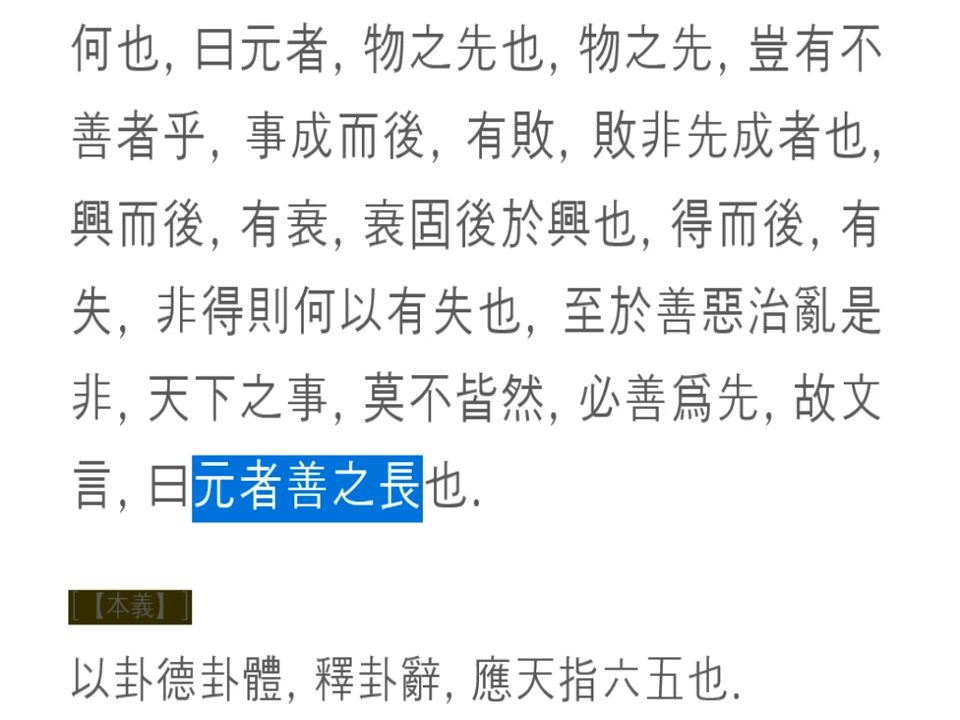 何也, 曰元者, 物之先也, 物之先, 豈有不
善者乎, 事成而後, 有敗, 敗非先成者也,
興而後, 有衰, 衰固後於興也, 得而後, 有
失, 非得則何以有失也, 至於善惡治亂是
非, 天下之事, 莫不皆然, 必善爲先, 故文
言, 曰元者善之長也.
[【本義】]
以卦德卦體, 釋卦辭, 應天指六五也.